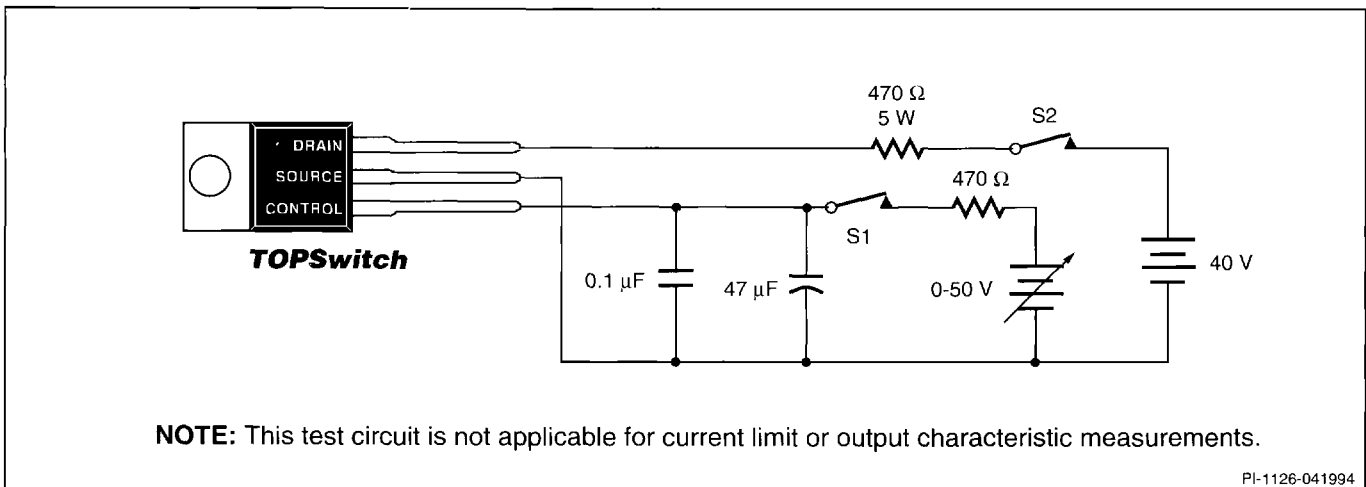 470 Ω
5 W
S2
DRAIN
SOURCE
CONTROL
TOPSwitch
470 Ω
S1
0.1 µF
47 µF
0-50 V
40 V
NOTE: This test circuit is not applicable for current limit or output characteristic measurements.
PI-1126-041994